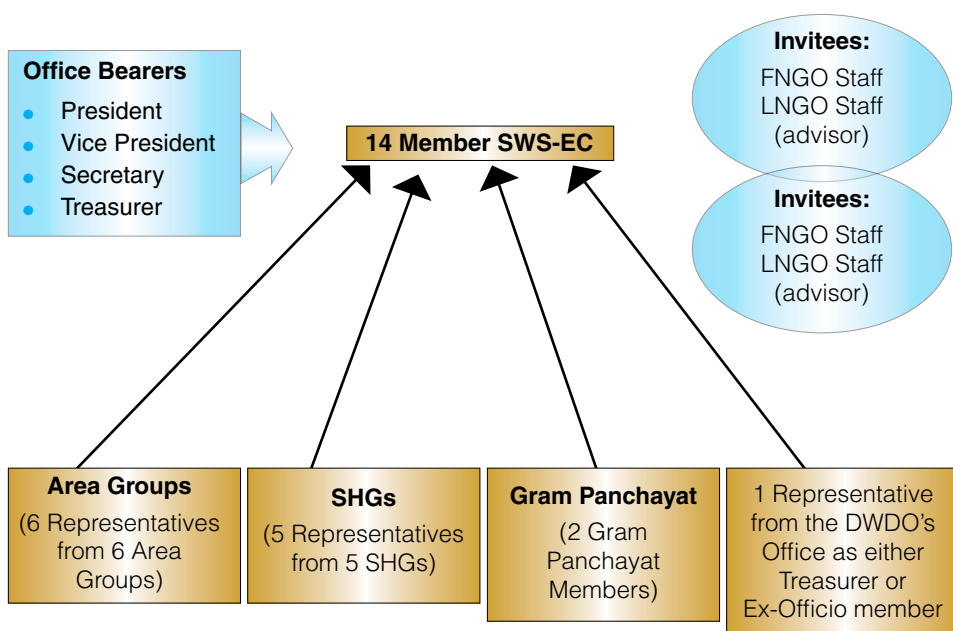 Office Bearers
• President
• Vice President
• Secretary
• Treasurer
14 Member SWS-EC
Invitees:
FNGO Staff
LNGO Staff
(advisor)
Invitees:
FNGO Staff
LNGO Staff
(advisor)
Area Groups
(6 Representatives
from 6 Area
Groups)
SHGs
(5 Representatives
from 5 SHGs)
Gram Panchayat
(2 Gram
Panchayat
Members)
1 Representative
from the DWDO's
Office as either
Treasurer or
Ex-Officio member